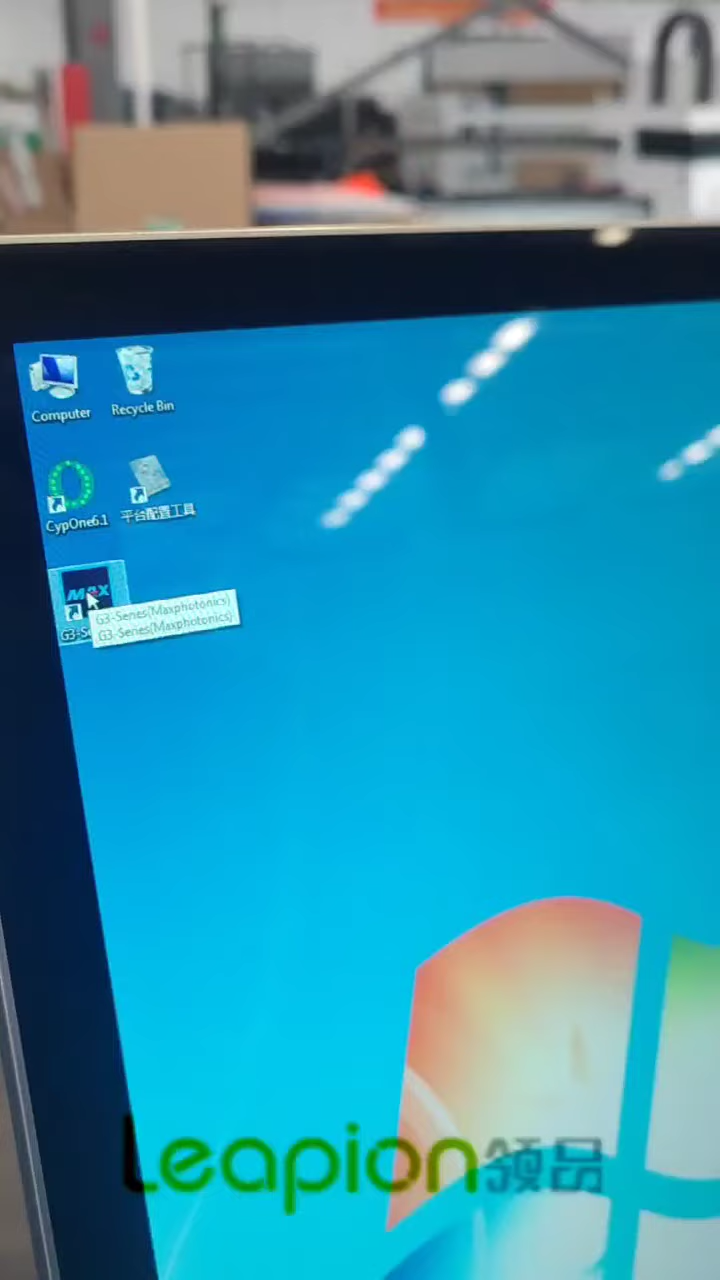 Computer
Recycle Bin
CypOne6.1
平台配置工具
MAX
G3-Se
G3-Series(Maxphotonics)
G3-Series(Maxphotonics)
Leapion领品